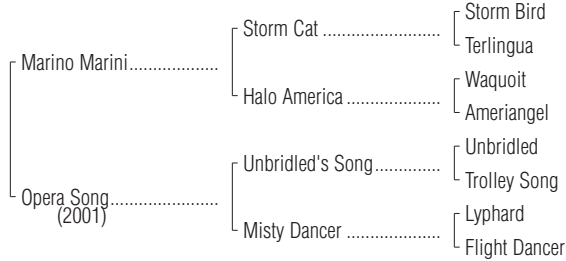 Marino Marini...................
Storm Cat ........................
Storm Bird
Terlingua
Halo America ...................
Waquoit
Ameriangel
Opera Song.......................
(2001)
Unbridled's Song..............
Unbridled
Trolley Song
Misty Dancer ...................
Lyphard
Flight Dancer